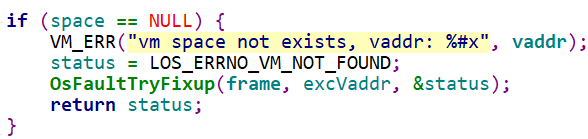 if (space == NULL) {
    VM_ERR("vm space not exists, vaddr: %#x", vaddr);
    status = LOS_ERRNO_VM_NOT_FOUND;
    OsFaultTryFixup(frame, excVaddr, &status);
    return status;
}